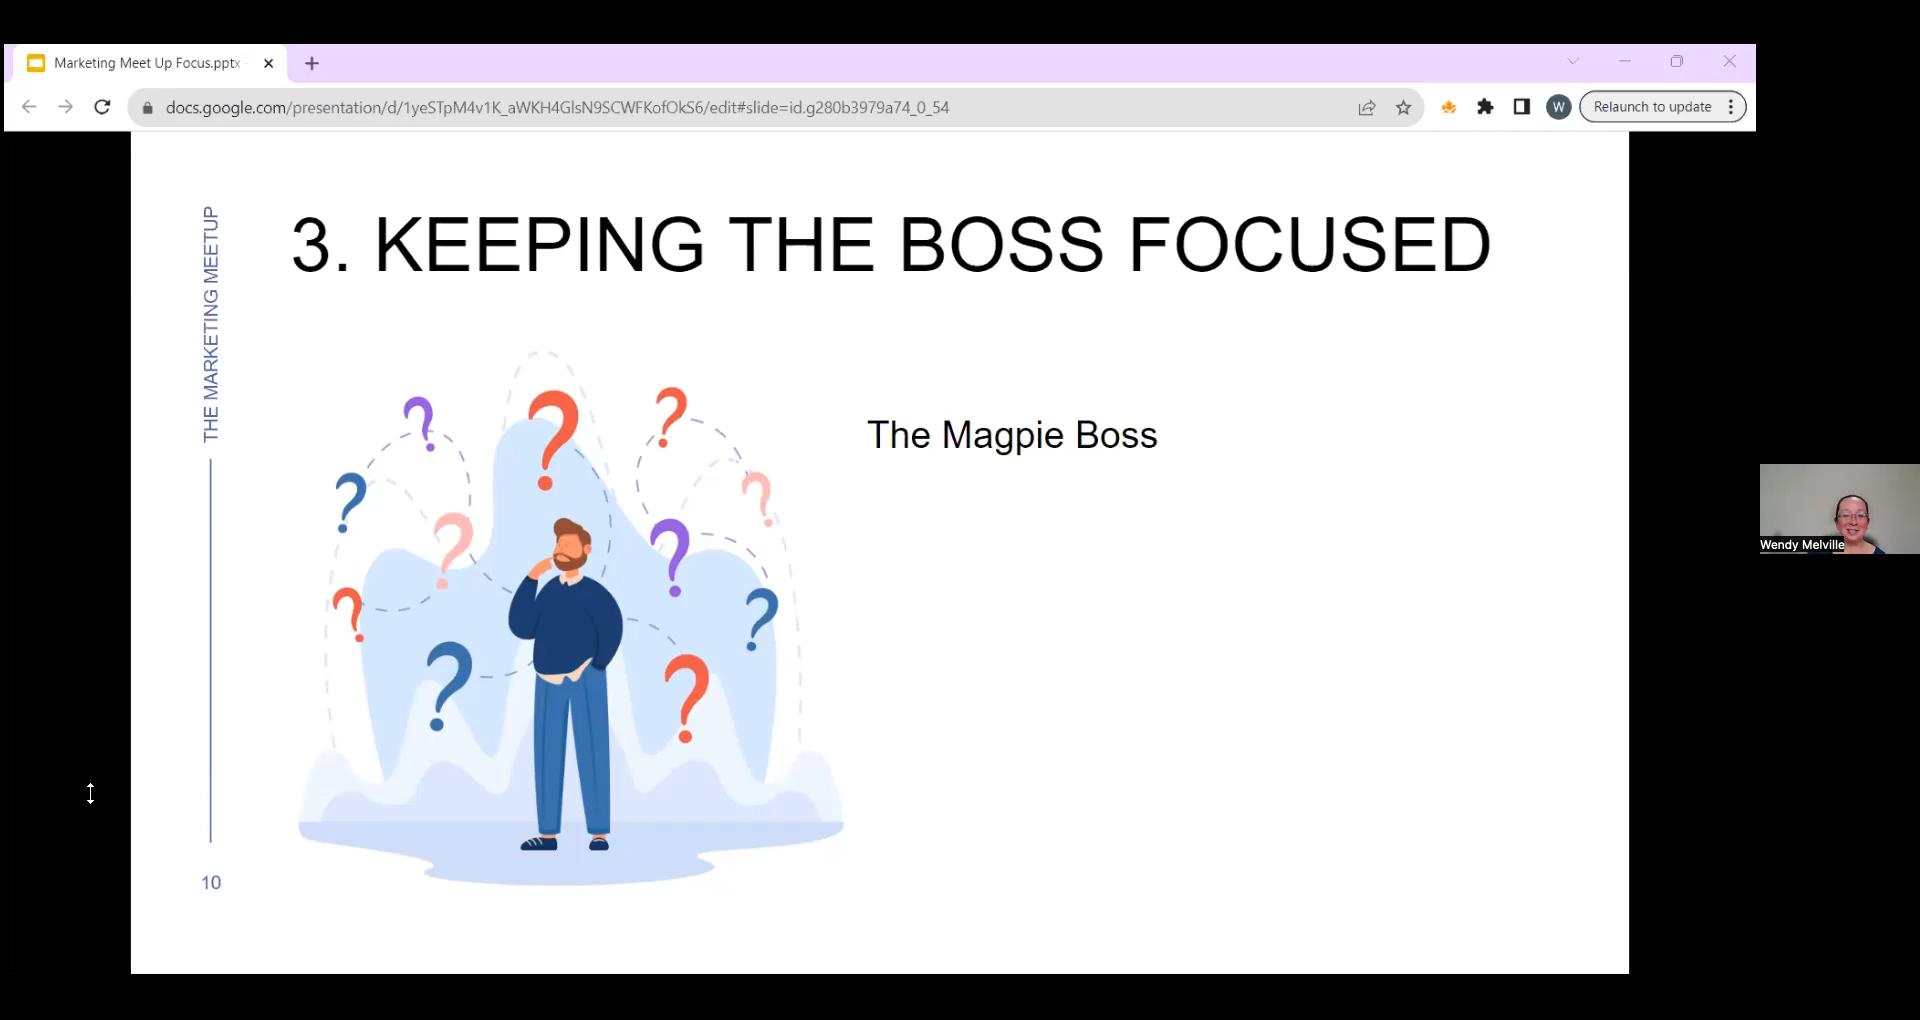 Marketing Meet Up Focus.pptx
docs.google.com/presentation/d/1yeSTpM4v1K_aWKH4GlsN9SCWFKofOkS6/edit#slide=id.g280b3979a74_0_54
W
Relaunch to update
THE MARKETING MEETUP
3. KEEPING THE BOSS FOCUSED
?
?
?
?
?
?
?
?
?
?
?
?
The Magpie Boss
Wendy Melville
10